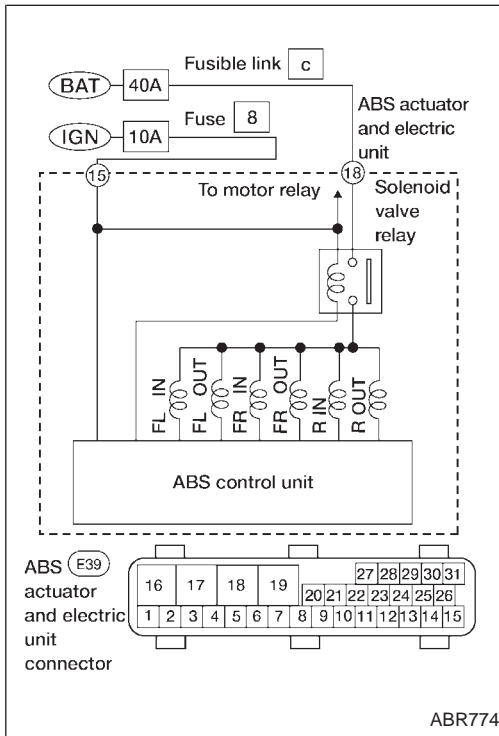 Fusible link c
BAT 40A
ABS actuator
and electric
unit
Fuse 8
IGN 10A
15
18
To motor relay
Solenoid
valve
relay
FL IN
FL OUT
FR IN
FR OUT
R IN
R OUT
ABS control unit
ABS E39
actuator
and electric
unit
connector
27 28 29 30 31
16 17 18 19
20 21 22 23 24 25 26
1 2 3 4 5 6 7 8 9 10 11 12 13 14 15
ABR774